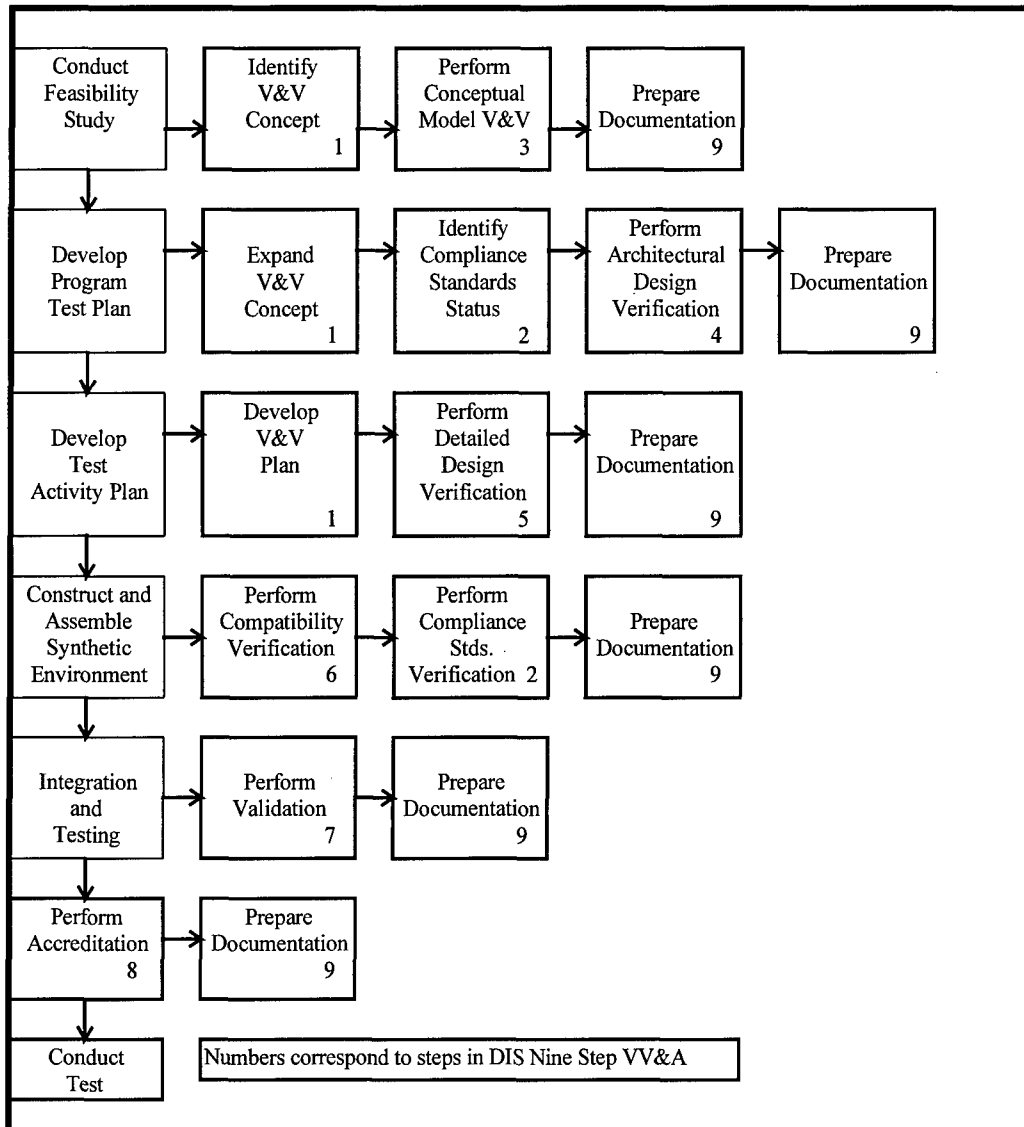 Conduct
Feasibility
Study
Identify
V&V
Concept
1
Perform
Conceptual
Model V&V
3
Prepare
Documentation
9
Develop
Program
Test Plan
Expand
V&V
Concept
1
Identify
Compliance
Standards
Status
2
Perform
Architectural
Design
Verification
4
Prepare
Documentation
9
Develop
Test
Activity Plan
Develop
V&V
Plan
1
Perform
Detailed
Design
Verification
5
Prepare
Documentation
9
Construct and
Assemble
Synthetic
Environment
Perform
Compatibility
Verification
6
Perform
Compliance
Stds.
Verification 2
Prepare
Documentation
9
Integration
and
Testing
Perform
Validation
7
Prepare
Documentation
9
Perform
Accreditation
8
Prepare
Documentation
9
Conduct
Test
Numbers correspond to steps in DIS Nine Step VV&A